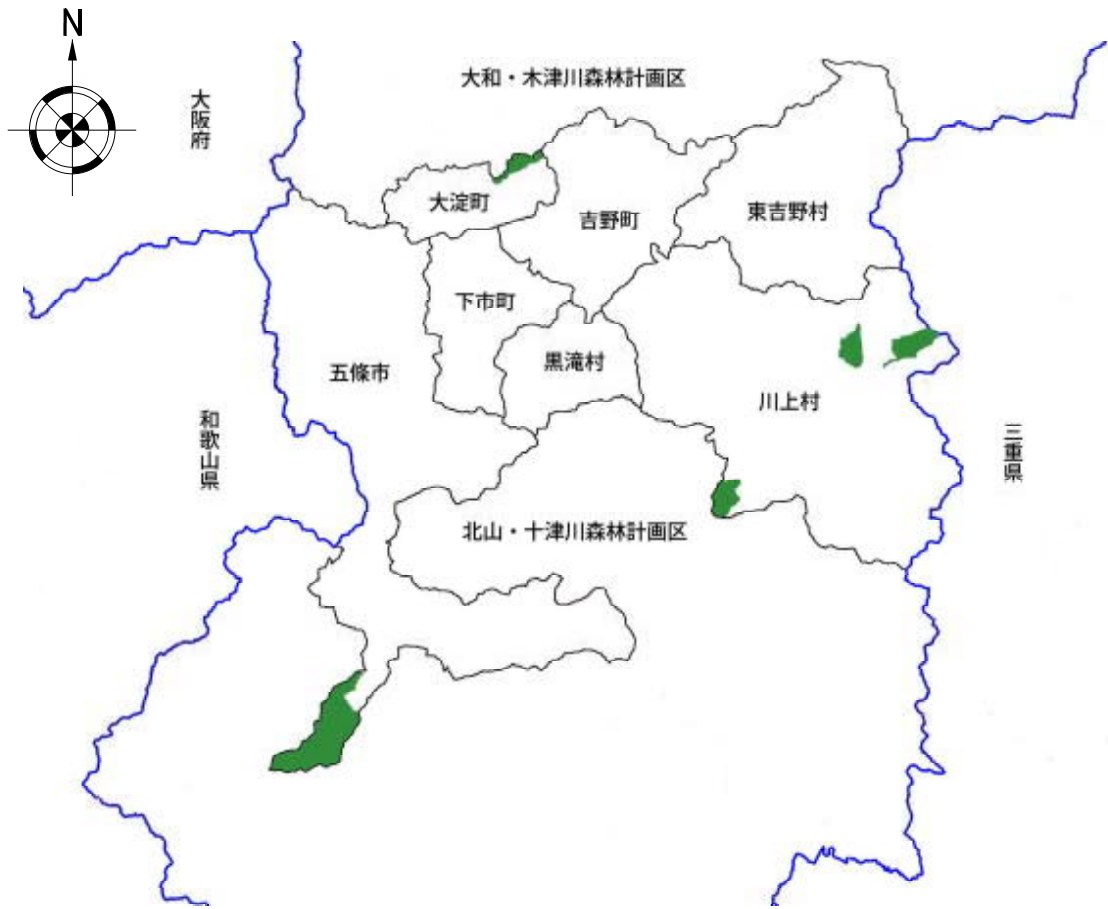 N
大和・木津川森林計画区
大阪府
大淀町
吉野町
東吉野村
下市町
黒滝村
五條市
川上村
和歌山県
三重県
北山・十津川森林計画区